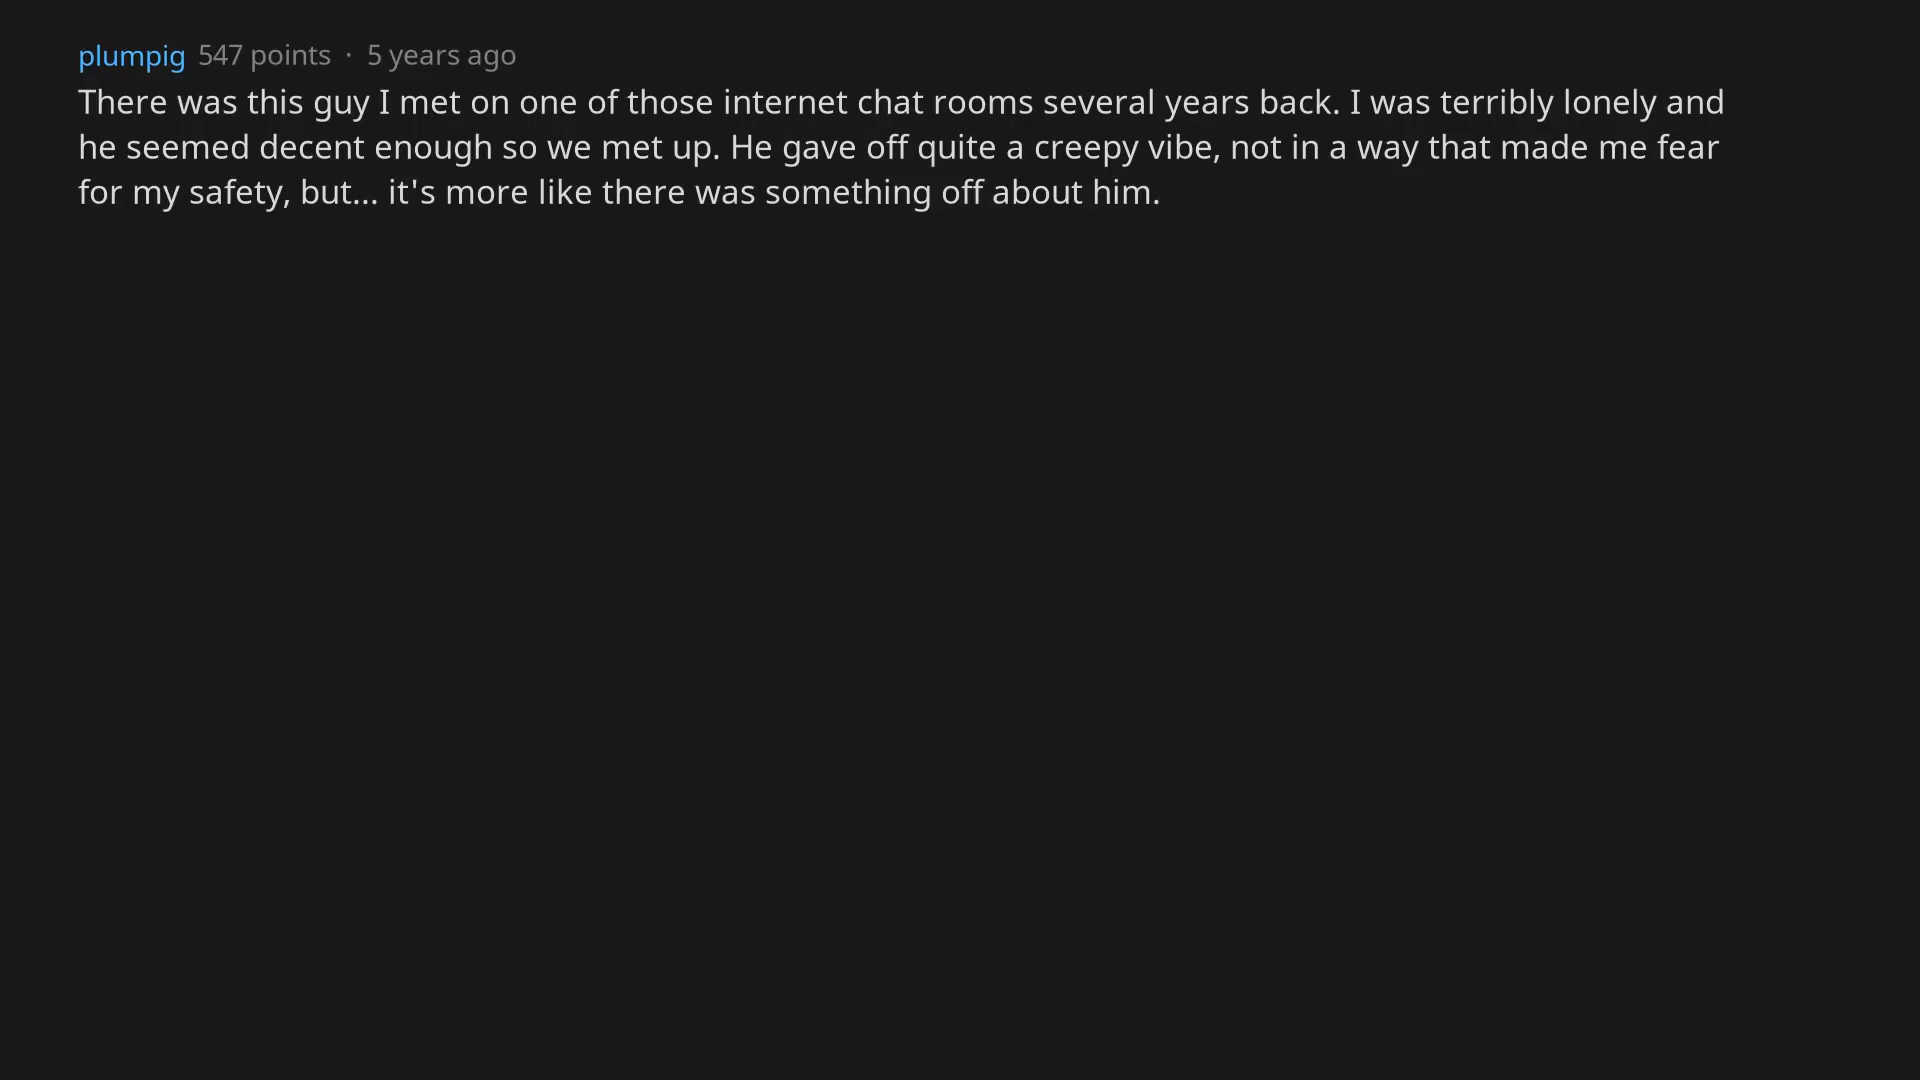 plumpig 547 points · 5 years ago
There was this guy I met on one of those internet chat rooms several years back. I was terribly lonely and
he seemed decent enough so we met up. He gave off quite a creepy vibe, not in a way that made me fear
for my safety, but... it's more like there was something off about him.